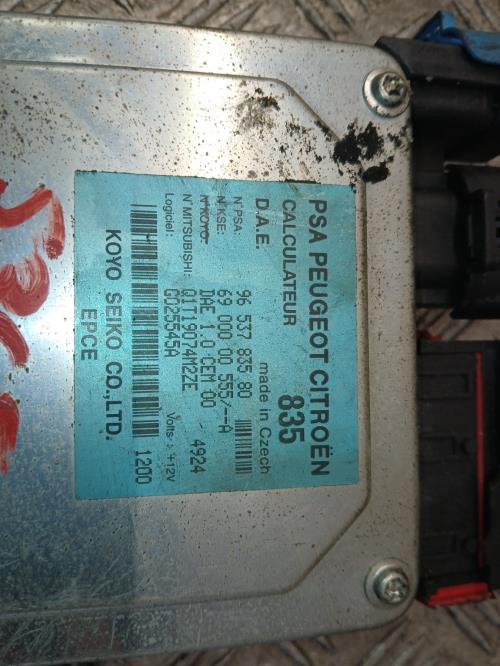 PSA PEUGEOT CITROËN
CALCULATEUR 835
D.A.E. made in Czech
N°PSA: 96 537 835 80
N°KSE: 69 000 00 555/--A
N°KOYO: DAE 1.0 CEM 00 - 4924
N°MITSUBISHI: Q1T19074M2ZE
Logiciel: G025545A Volts : +12V
1200
KOYO SEIKO CO.,LTD.
EPCE